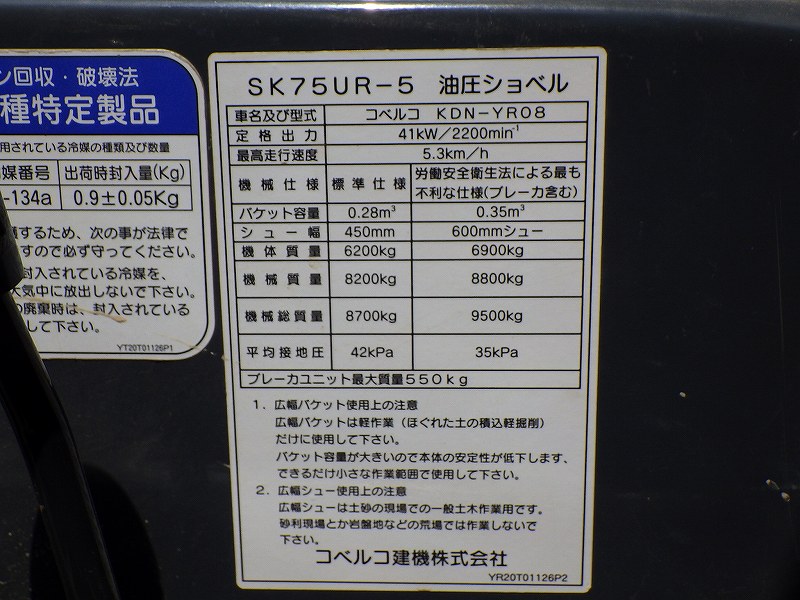 ン回収・破壊法
種特定製品
用されている冷媒の種類及び数量
媒番号 出荷時封入量(Kg)
-134a 0.9±0.05Kg
するため、次の事が法律で
すので必ず守ってください。
封入されている冷媒を、
大気中に放出しないで下さい。
の廃棄時は、封入されている
して下さい。
YT20T01126P1
SK75UR-5 油圧ショベル
車名及び型式 コベルコ KDN-YR08
定格出力 41kW/2200min⁻¹
最高走行速度 5.3km/h
機械仕様 標準仕様 労働安全衛生法による最も
不利な仕様(ブレーカ含む)
バケット容量 0.28m³ 0.35m³
シュー幅 450mm 600mmシュー
機体質量 6200kg 6900kg
機械質量 8200kg 8800kg
機械総質量 8700kg 9500kg
平均接地圧 42kPa 35kPa
ブレーカユニット最大質量550kg
1. 広幅バケット使用上の注意
広幅バケットは軽作業(ほぐれた土の積込軽掘削)
だけに使用して下さい。
バケット容量が大きいので本体の安定性が低下します、
できるだけ小さな作業範囲で使用して下さい。
2. 広幅シュー使用上の注意
広幅シューは土砂の現場での一般土木作業用です。
砂利現場とか岩盤地などの荒場では作業しないで
下さい。
コベルコ建機株式会社
YR20T01126P2